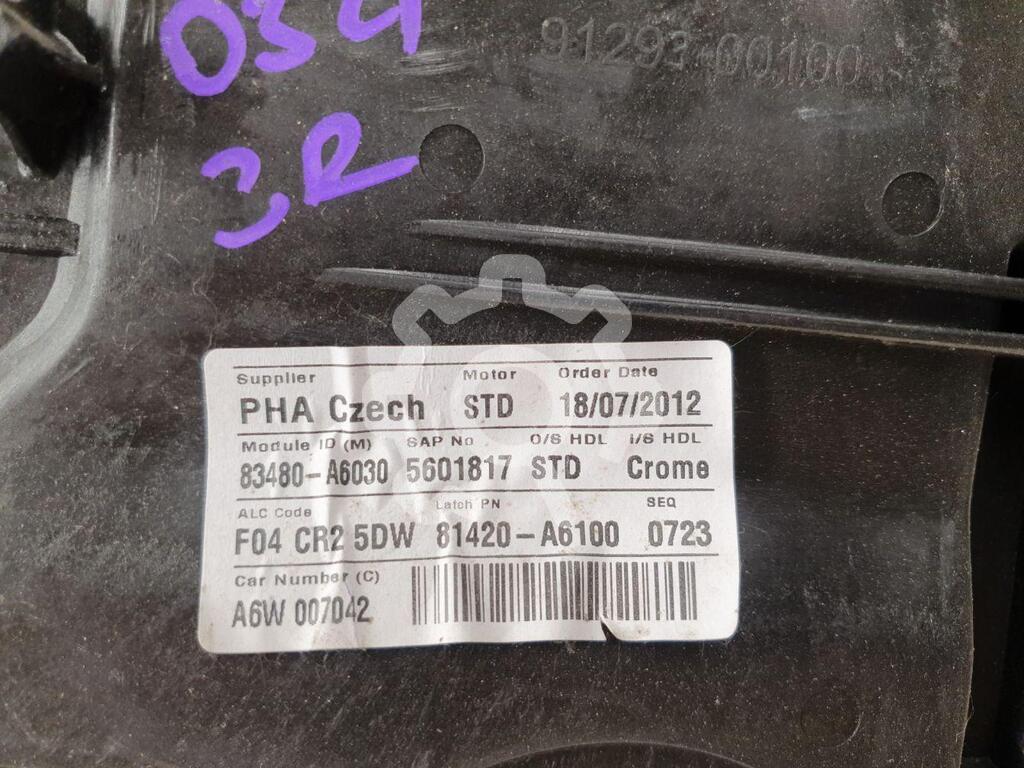 034
91293-00100
3R
Supplier Motor Order Date
PHA Czech STD 18/07/2012
Module ID (M) SAP No O/S HDL I/S HDL
83480-A6030 5601817 STD Crome
ALC Code Latch PN SEQ
F04 CR2 5DW 81420-A6100 0723
Car Number (C)
A6W 007042